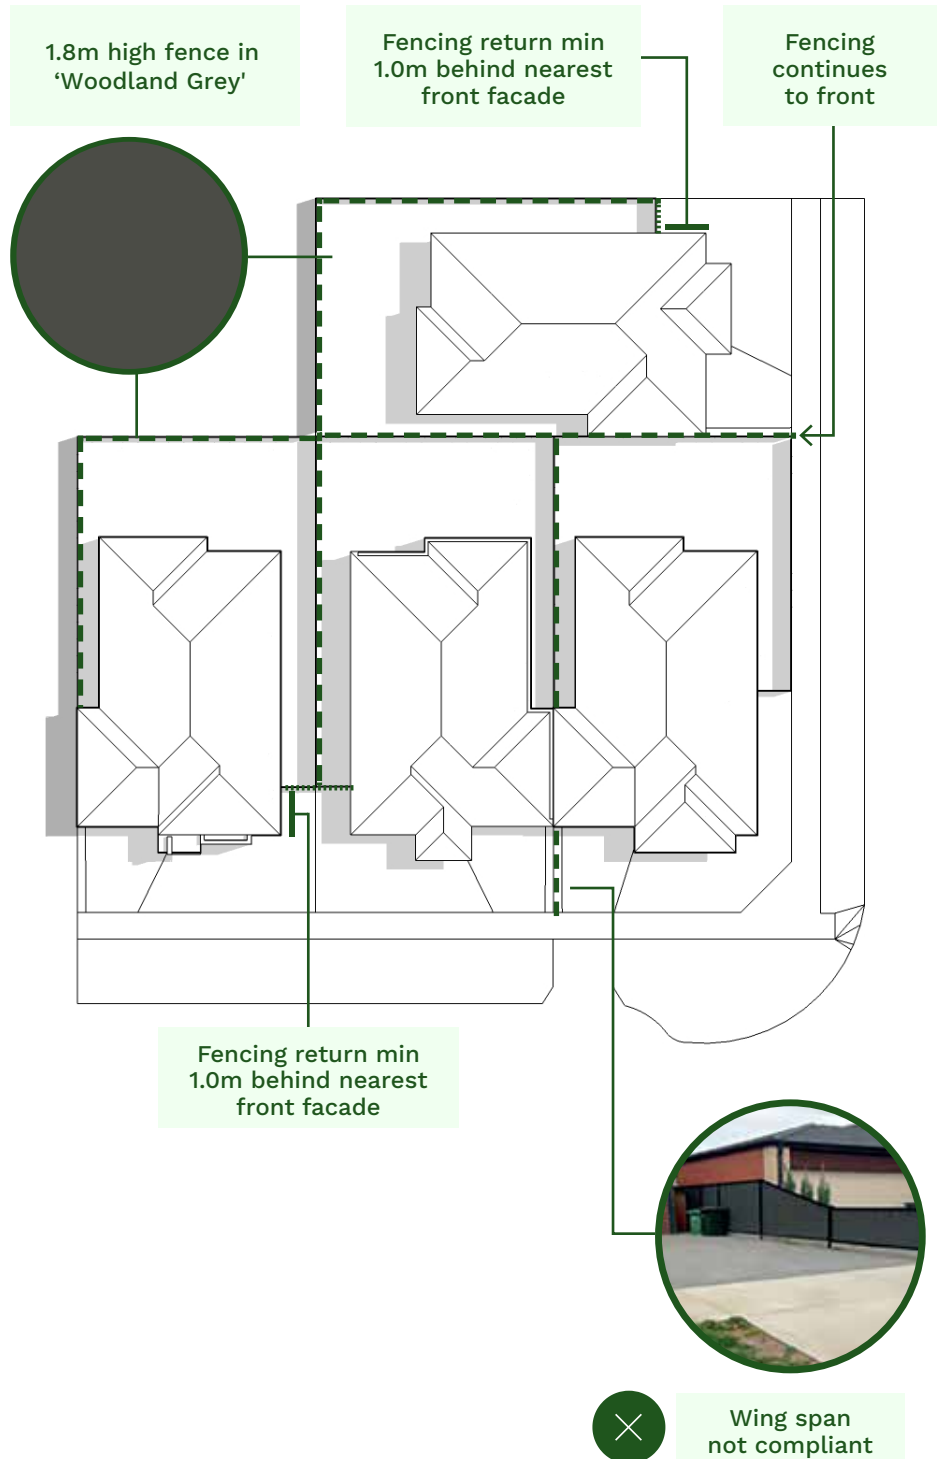 1.8m high fence in
‘Woodland Grey'
Fencing return min
1.0m behind nearest
front facade
Fencing
continues
to front
Fencing return min
1.0m behind nearest
front facade
Wing span
not compliant